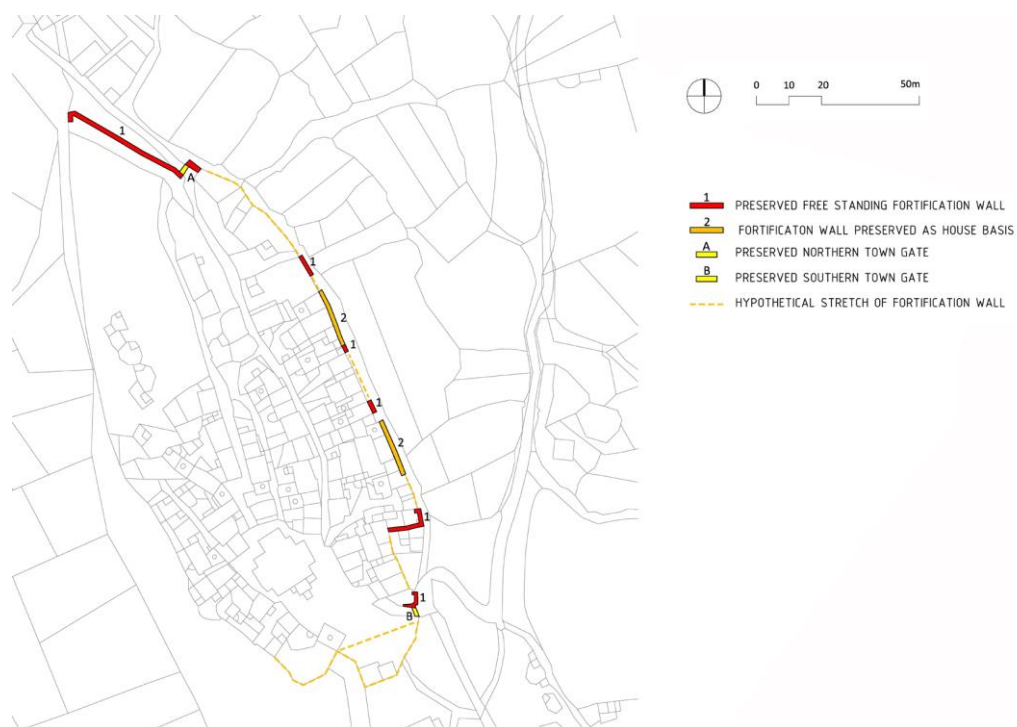 1
A
1
2
1
1
2
1
1
B
0 10 20 50m
1 PRESERVED FREE STANDING FORTIFICATION WALL
2 FORTIFICATON WALL PRESERVED AS HOUSE BASIS
A PRESERVED NORTHERN TOWN GATE
B PRESERVED SOUTHERN TOWN GATE
HYPOTHETICAL STRETCH OF FORTIFICATION WALL